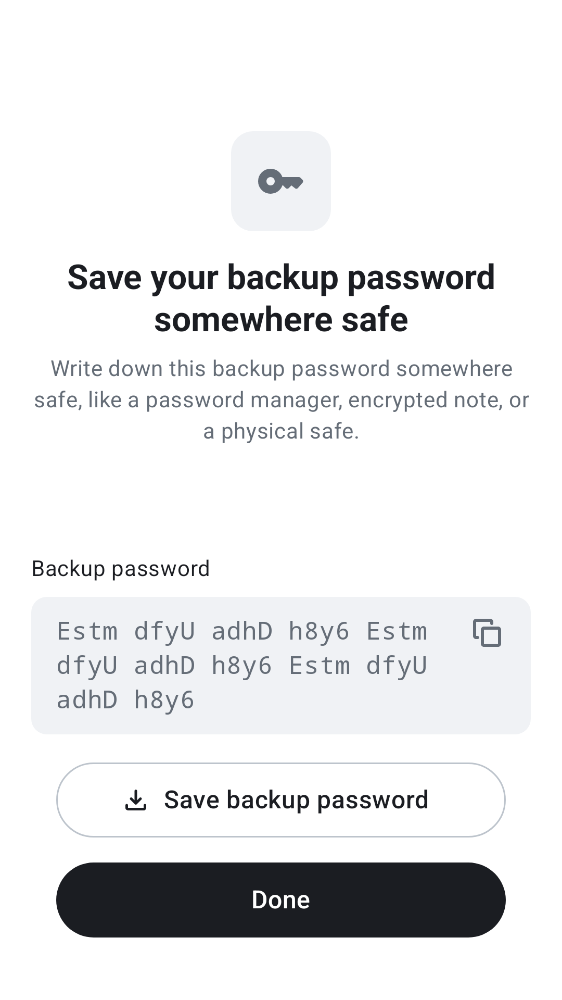 Save your backup password
somewhere safe
Write down this backup password somewhere
safe, like a password manager, encrypted note, or
a physical safe.
Backup password
Estm dfyU adhD h8y6 Estm
dfyU adhD h8y6 Estm dfyU
adhD h8y6
Save backup password
Done